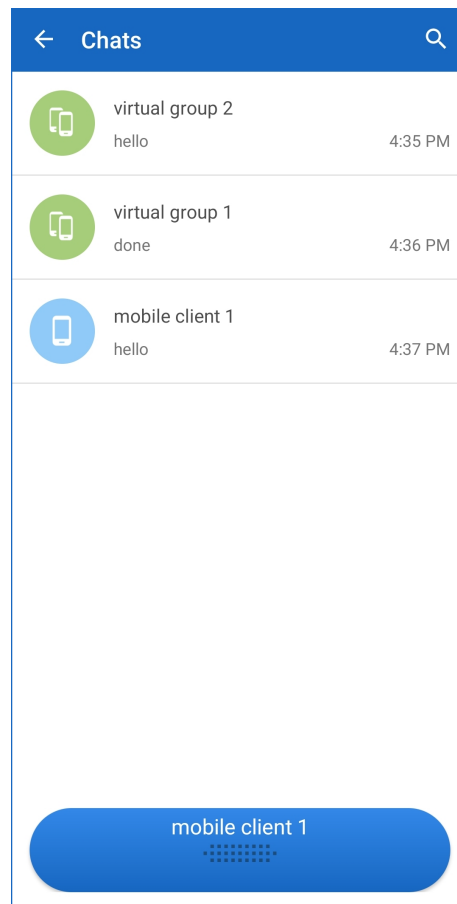 Chats
virtual group 2
hello 4:35 PM
virtual group 1
done 4:36 PM
mobile client 1
hello 4:37 PM
mobile client 1